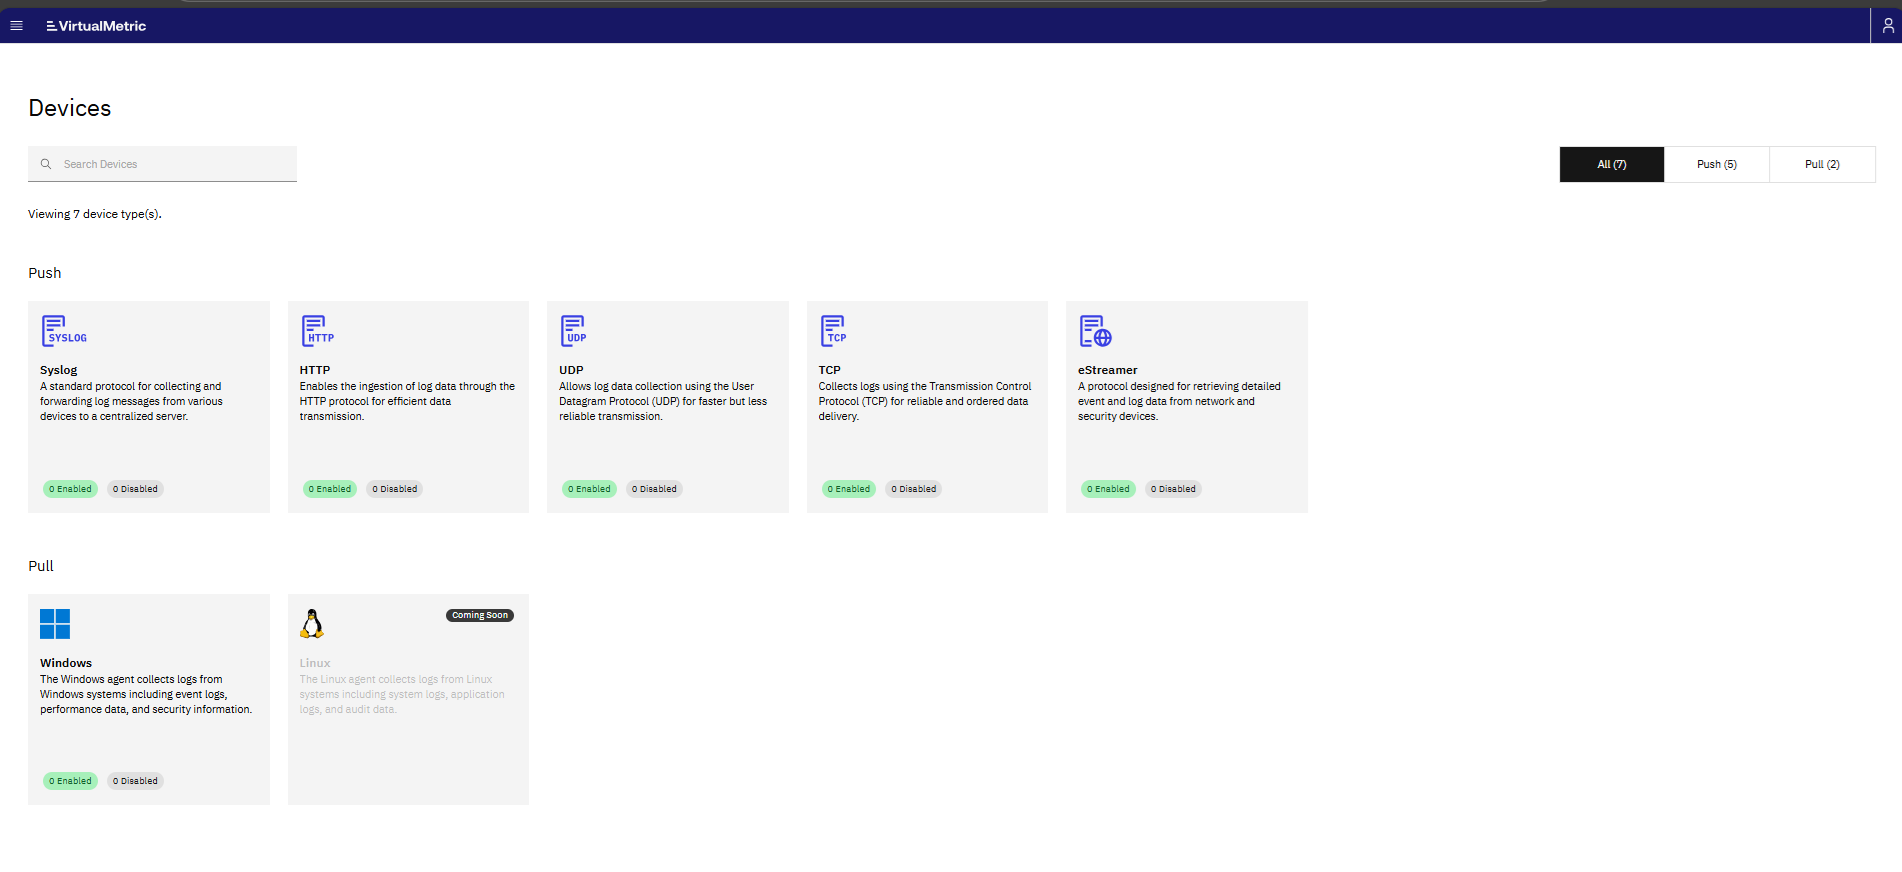 VirtualMetric
Devices
Search Devices
All (7)
Push (5)
Pull (2)
Viewing 7 device type(s).
Push
SYSLOG
Syslog
A standard protocol for collecting and
forwarding log messages from various
devices to a centralized server.
0 Enabled
0 Disabled
HTTP
HTTP
Enables the ingestion of log data through the
HTTP protocol for efficient data
transmission.
0 Enabled
0 Disabled
UDP
UDP
Allows log data collection using the User
Datagram Protocol (UDP) for faster but less
reliable transmission.
0 Enabled
0 Disabled
TCP
TCP
Collects logs using the Transmission Control
Protocol (TCP) for reliable and ordered data
delivery.
0 Enabled
0 Disabled
eStreamer
A protocol designed for retrieving detailed
event and log data from network and
security devices.
0 Enabled
0 Disabled
Pull
Windows
The Windows agent collects logs from
Windows systems including event logs,
performance data, and security information.
0 Enabled
0 Disabled
Coming Soon
Linux
The Linux agent collects logs from Linux
systems including system logs, application
logs, and audit data.